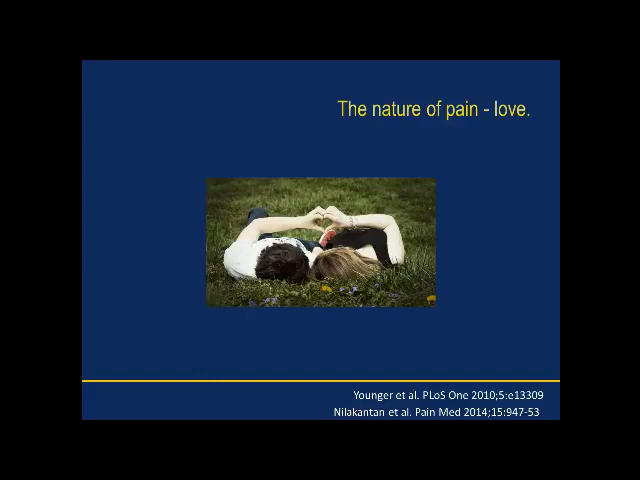 The nature of pain - love.
Younger et al. PLoS One 2010;5:e13309
Nilakantan et al. Pain Med 2014;15:947-53